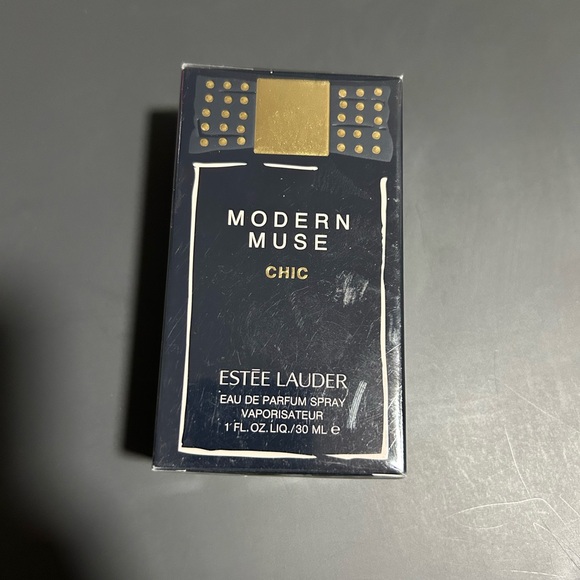 MODERN
MUSE
CHIC
ESTĒE LAUDER
EAU DE PARFUM SPRAY
VAPORISATEUR
1 FL.OZ.LIQ./30 ML ℮